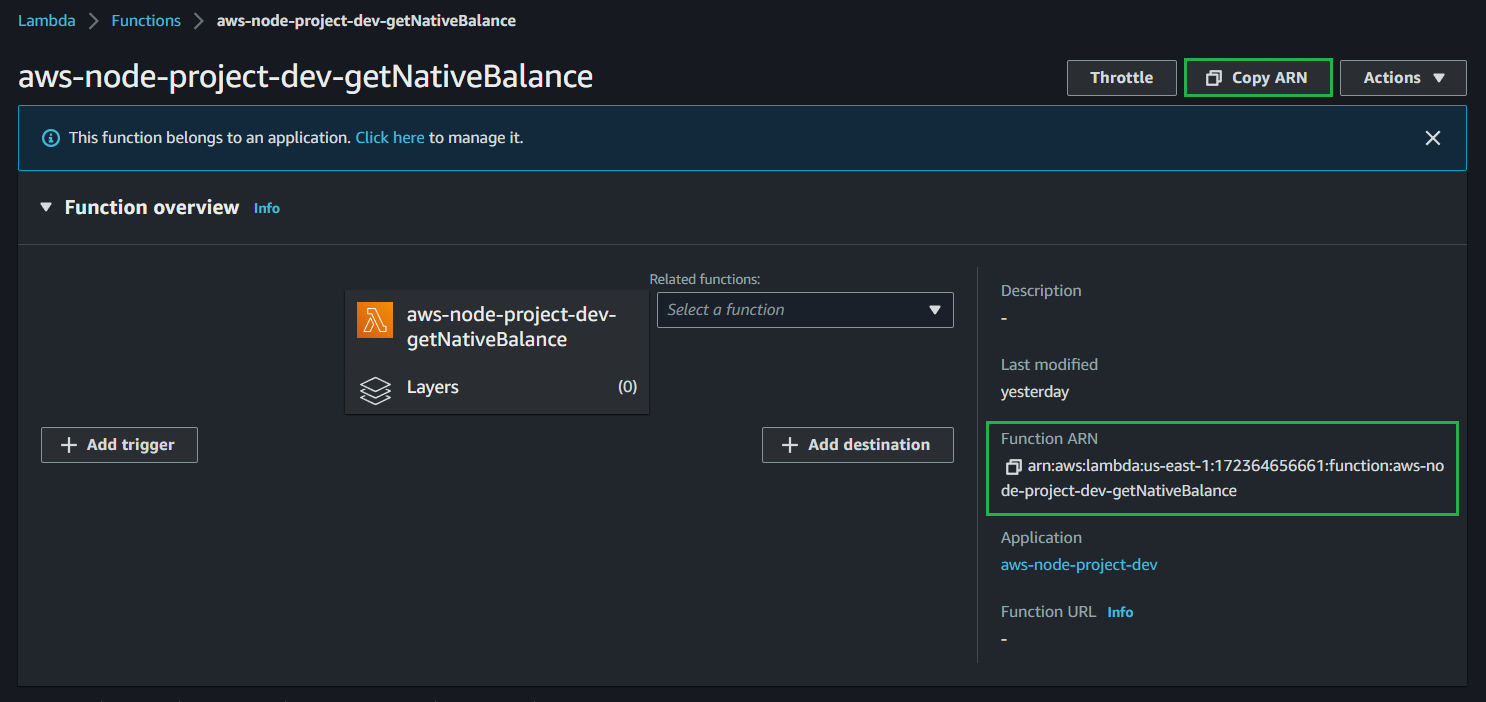 Lambda > Functions > aws-node-project-dev-getNativeBalance
aws-node-project-dev-getNativeBalance
Throttle
Copy ARN
Actions
This function belongs to an application. Click here to manage it.
Function overview Info
Related functions:
Select a function
aws-node-project-dev-
getNativeBalance
Layers (0)
Add trigger
Add destination
Description
-
Last modified
yesterday
Function ARN
arn:aws:lambda:us-east-1:172364656661:function:aws-no
de-project-dev-getNativeBalance
Application
aws-node-project-dev
Function URL Info
-